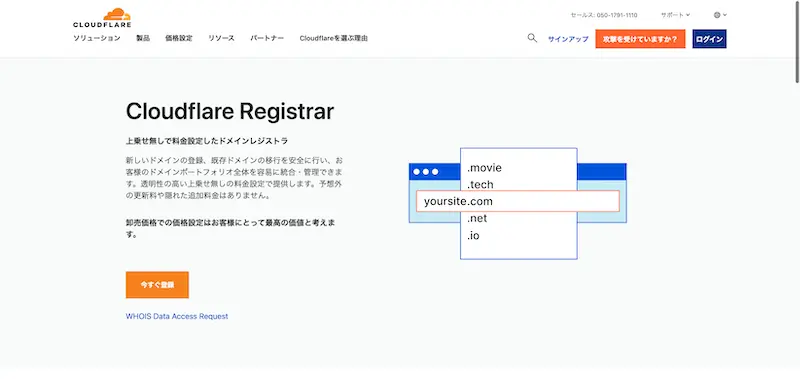 CLOUDFLARE
セールス: 050-1791-1110
サポート
ソリューション 製品 価格設定 リソース パートナー Cloudflareを選ぶ理由
サインアップ
攻撃を受けていますか？
ログイン
Cloudflare Registrar
上乗せ無しで料金設定したドメインレジストラ
新しいドメインの登録、既存ドメインの移行を安全に行い、お
客様のドメインポートフォリオ全体を容易に統合・管理できま
す。透明性の高い上乗せ無しの料金設定で提供します。予想外
の更新料や隠れた追加料金はありません。
卸売価格での価格設定はお客様にとって最高の価値と考えま
す。
今すぐ登録
WHOIS Data Access Request
.movie
.tech
yoursite.com
.net
.io